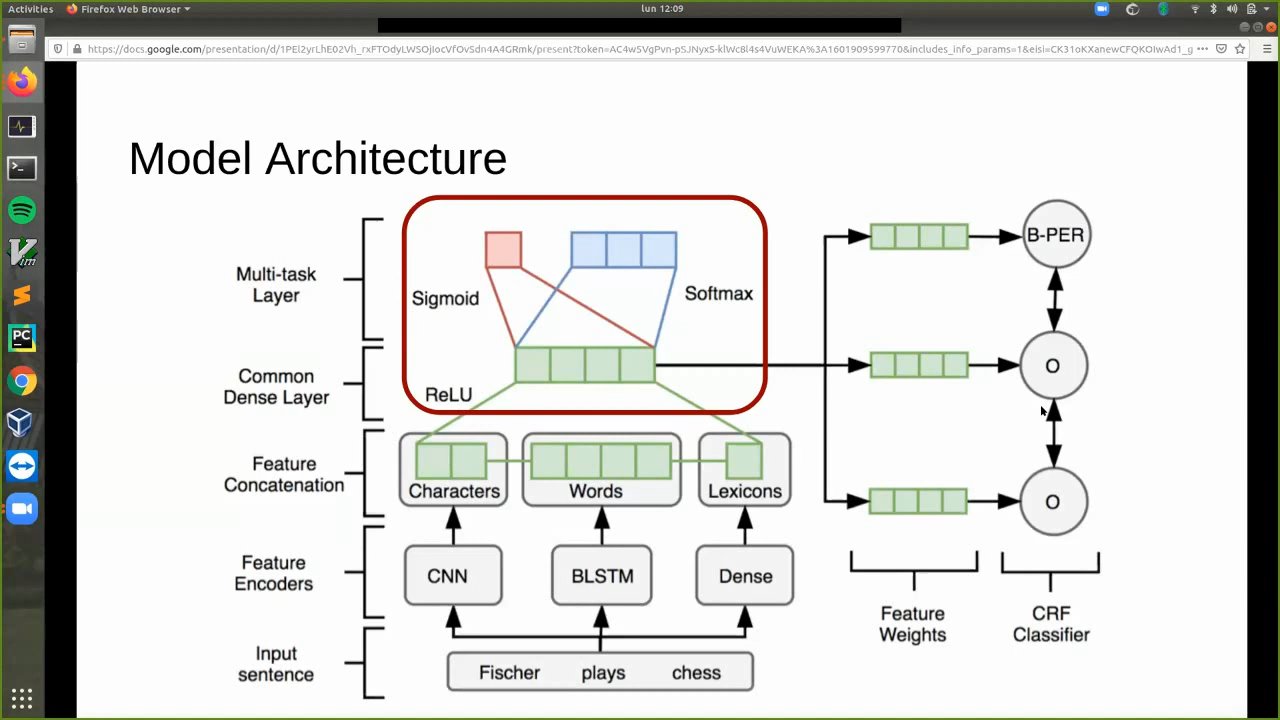 Activities
Firefox Web Browser
lun 12:09
Model Architecture
Multi-task
Layer
Sigmoid
Softmax
B-PER
Common
Dense Layer
ReLU
O
Feature
Concatenation
Characters
Words
Lexicons
O
Feature
Encoders
CNN
BLSTM
Dense
Feature
Weights
CRF
Classifier
Input
sentence
Fischer plays chess